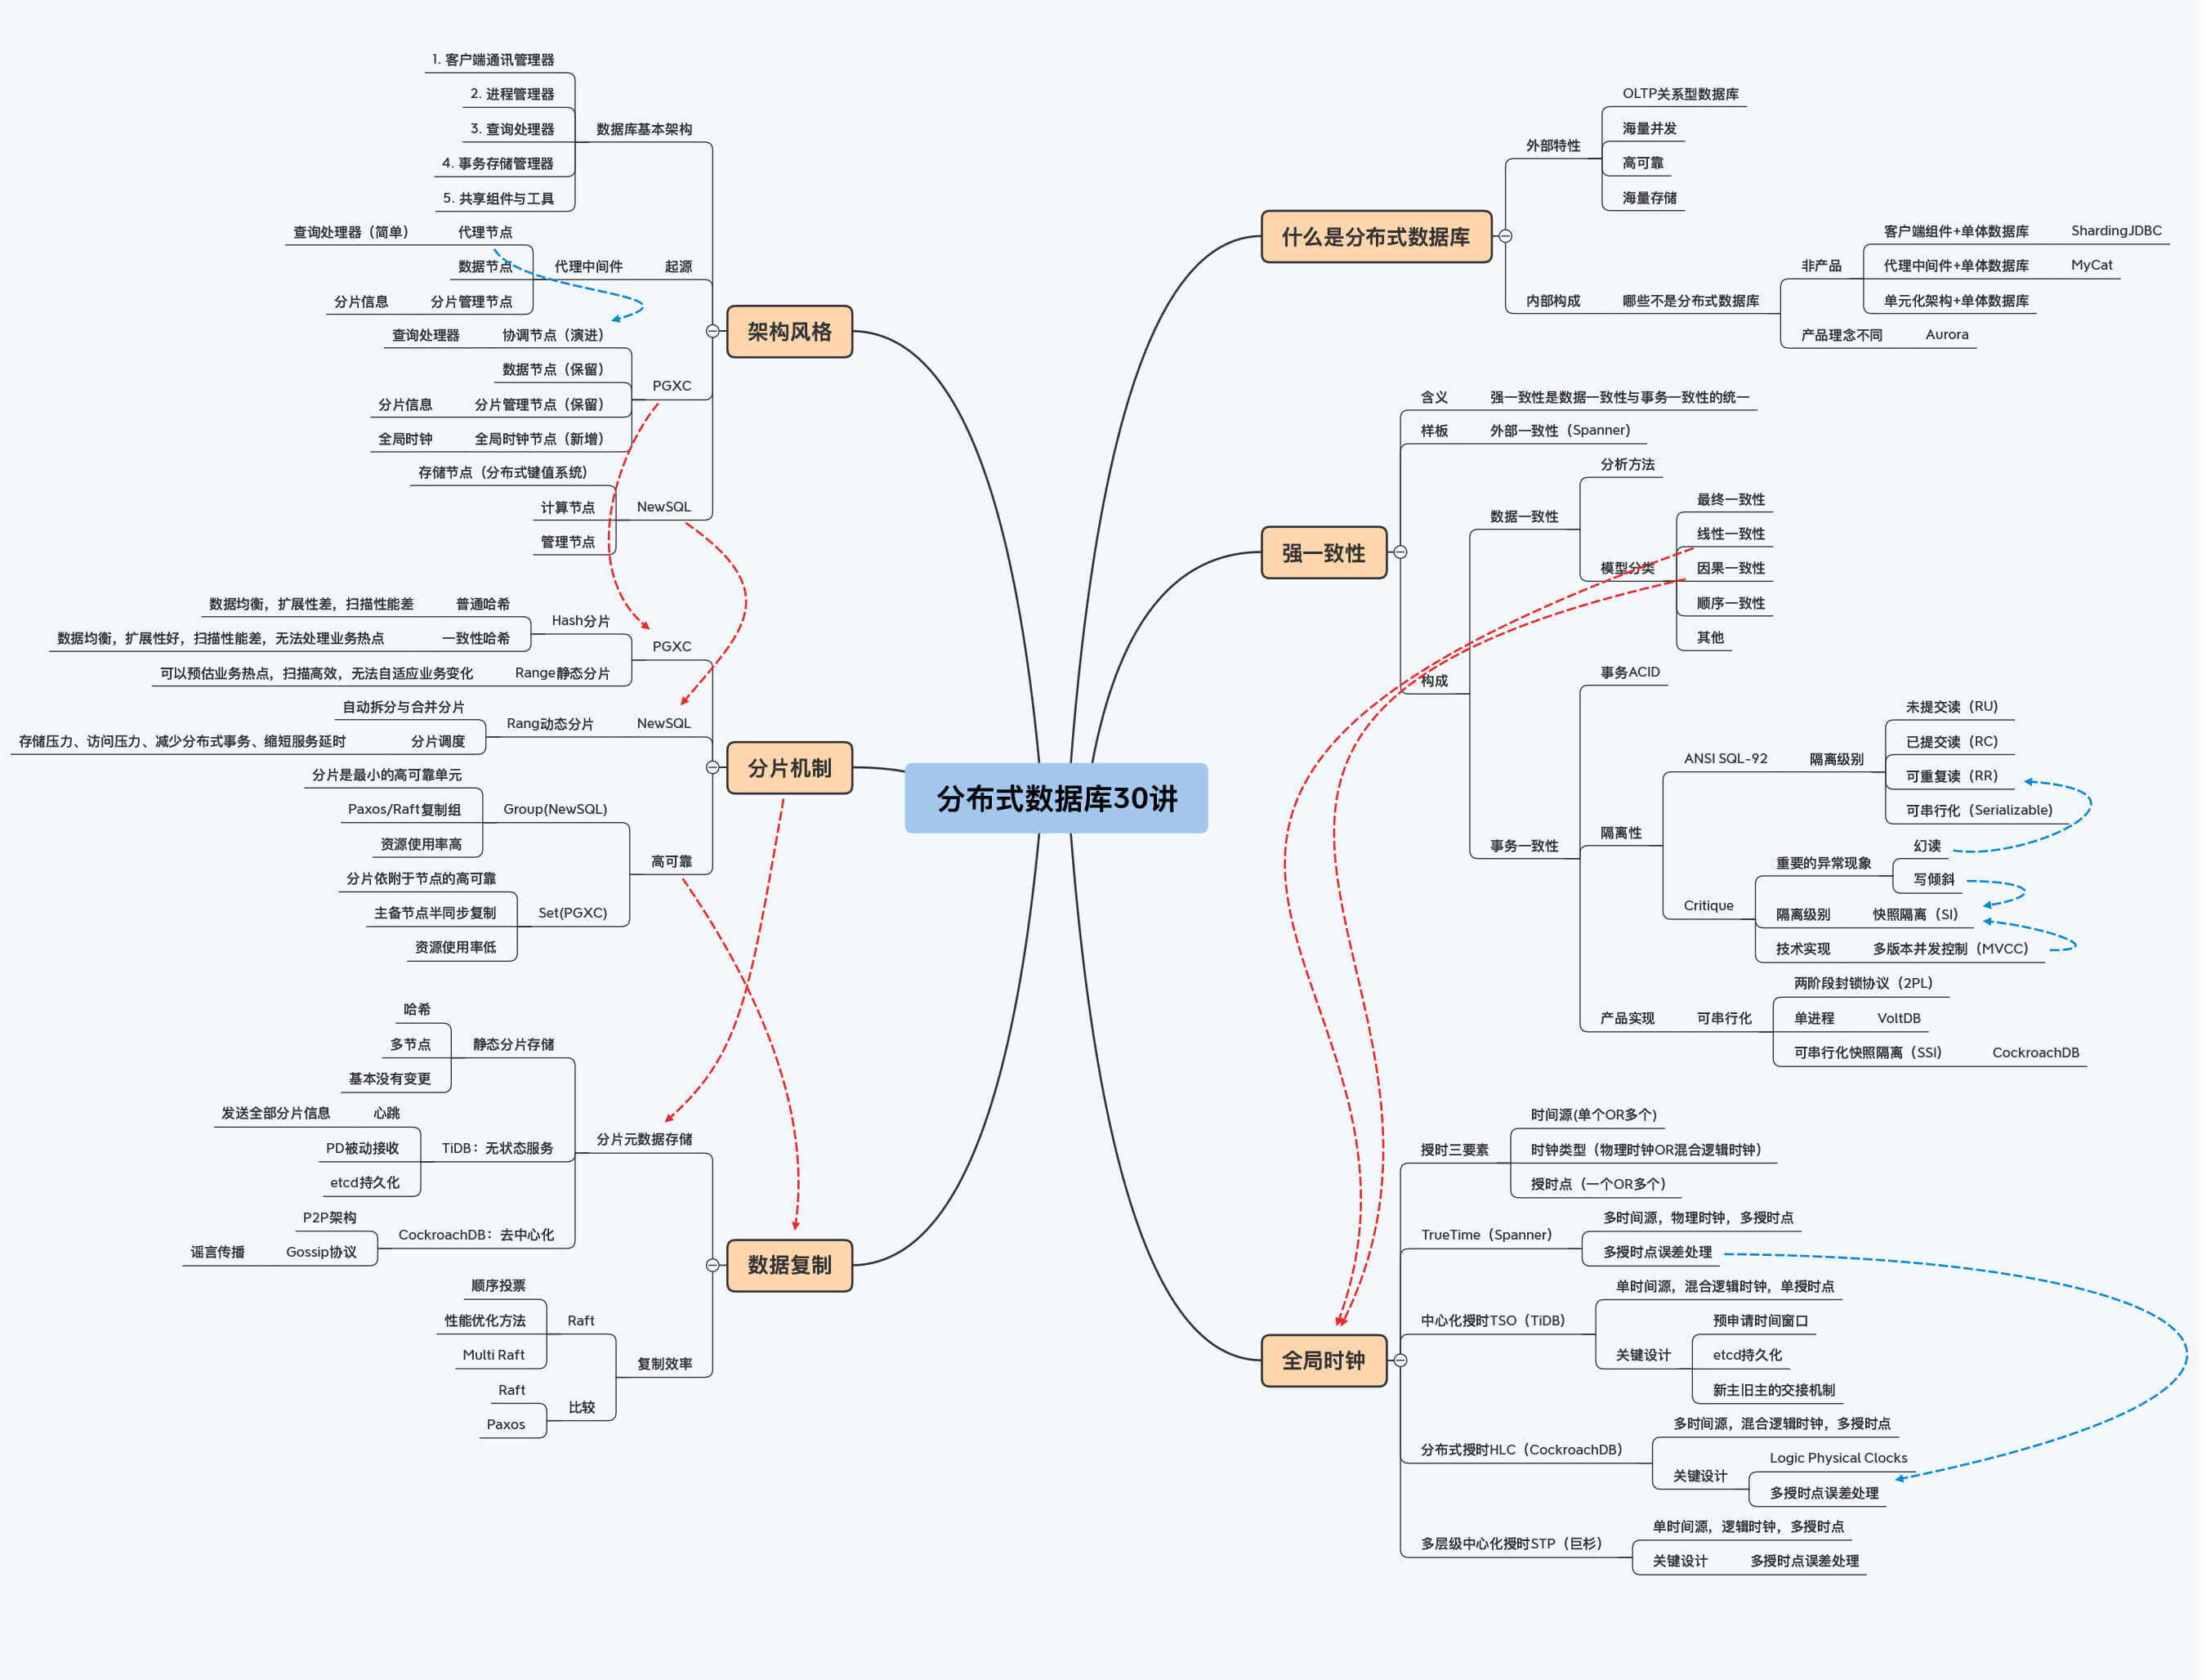 分布式数据库30讲
什么是分布式数据库
外部特性
OLTP关系型数据库
海量并发
高可靠
海量存储
内部构成
哪些不是分布式数据库
非产品
客户端组件+单体数据库
ShardingJDBC
代理中间件+单体数据库
MyCat
单元化架构+单体数据库
产品理念不同
Aurora
强一致性
含义
强一致性是数据一致性与事务一致性的统一
样板
外部一致性（Spanner）
构成
数据一致性
分析方法
模型分类
最终一致性
线性一致性
因果一致性
顺序一致性
其他
事务一致性
事务ACID
隔离性
ANSI SQL-92
隔离级别
未提交读（RU）
已提交读（RC）
可重复读（RR）
可串行化（Serializable）
Critique
重要的异常现象
幻读
写倾斜
隔离级别
快照隔离（SI）
技术实现
多版本并发控制（MVCC）
产品实现
可串行化
两阶段封锁协议（2PL）
单进程
VoltDB
可串行化快照隔离（SSI）
CockroachDB
全局时钟
授时三要素
时间源(单个OR多个)
时钟类型（物理时钟OR混合逻辑时钟）
授时点（一个OR多个）
TrueTime（Spanner）
多时间源，物理时钟，多授时点
多授时点误差处理
中心化授时TSO（TiDB）
单时间源，混合逻辑时钟，单授时点
关键设计
预申请时间窗口
etcd持久化
新主旧主的交接机制
分布式授时HLC（CockroachDB）
多时间源，混合逻辑时钟，多授时点
关键设计
Logic Physical Clocks
多授时点误差处理
多层级中心化授时STP（巨杉）
单时间源，逻辑时钟，多授时点
关键设计
多授时点误差处理
架构风格
数据库基本架构
1. 客户端通讯管理器
2. 进程管理器
3. 查询处理器
4. 事务存储管理器
5. 共享组件与工具
起源
代理中间件
代理节点
查询处理器（简单）
数据节点
分片管理节点
分片信息
PGXC
协调节点（演进）
查询处理器
数据节点（保留）
分片管理节点（保留）
分片信息
全局时钟节点（新增）
全局时钟
NewSQL
存储节点（分布式键值系统）
计算节点
管理节点
分片机制
PGXC
Hash分片
普通哈希
数据均衡，扩展性差，扫描性能差
一致性哈希
数据均衡，扩展性好，扫描性能差，无法处理业务热点
Range静态分片
可以预估业务热点，扫描高效，无法自适应业务变化
NewSQL
Rang动态分片
自动拆分与合并分片
分片调度
存储压力、访问压力、减少分布式事务、缩短服务延时
高可靠
Group(NewSQL)
分片是最小的高可靠单元
Paxos/Raft复制组
资源使用率高
Set(PGXC)
分片依附于节点的高可靠
主备节点半同步复制
资源使用率低
数据复制
分片元数据存储
静态分片存储
哈希
多节点
基本没有变更
TiDB：无状态服务
心跳
发送全部分片信息
PD被动接收
etcd持久化
CockroachDB：去中心化
P2P架构
Gossip协议
谣言传播
复制效率
Raft
顺序投票
性能优化方法
Multi Raft
比较
Raft
Paxos